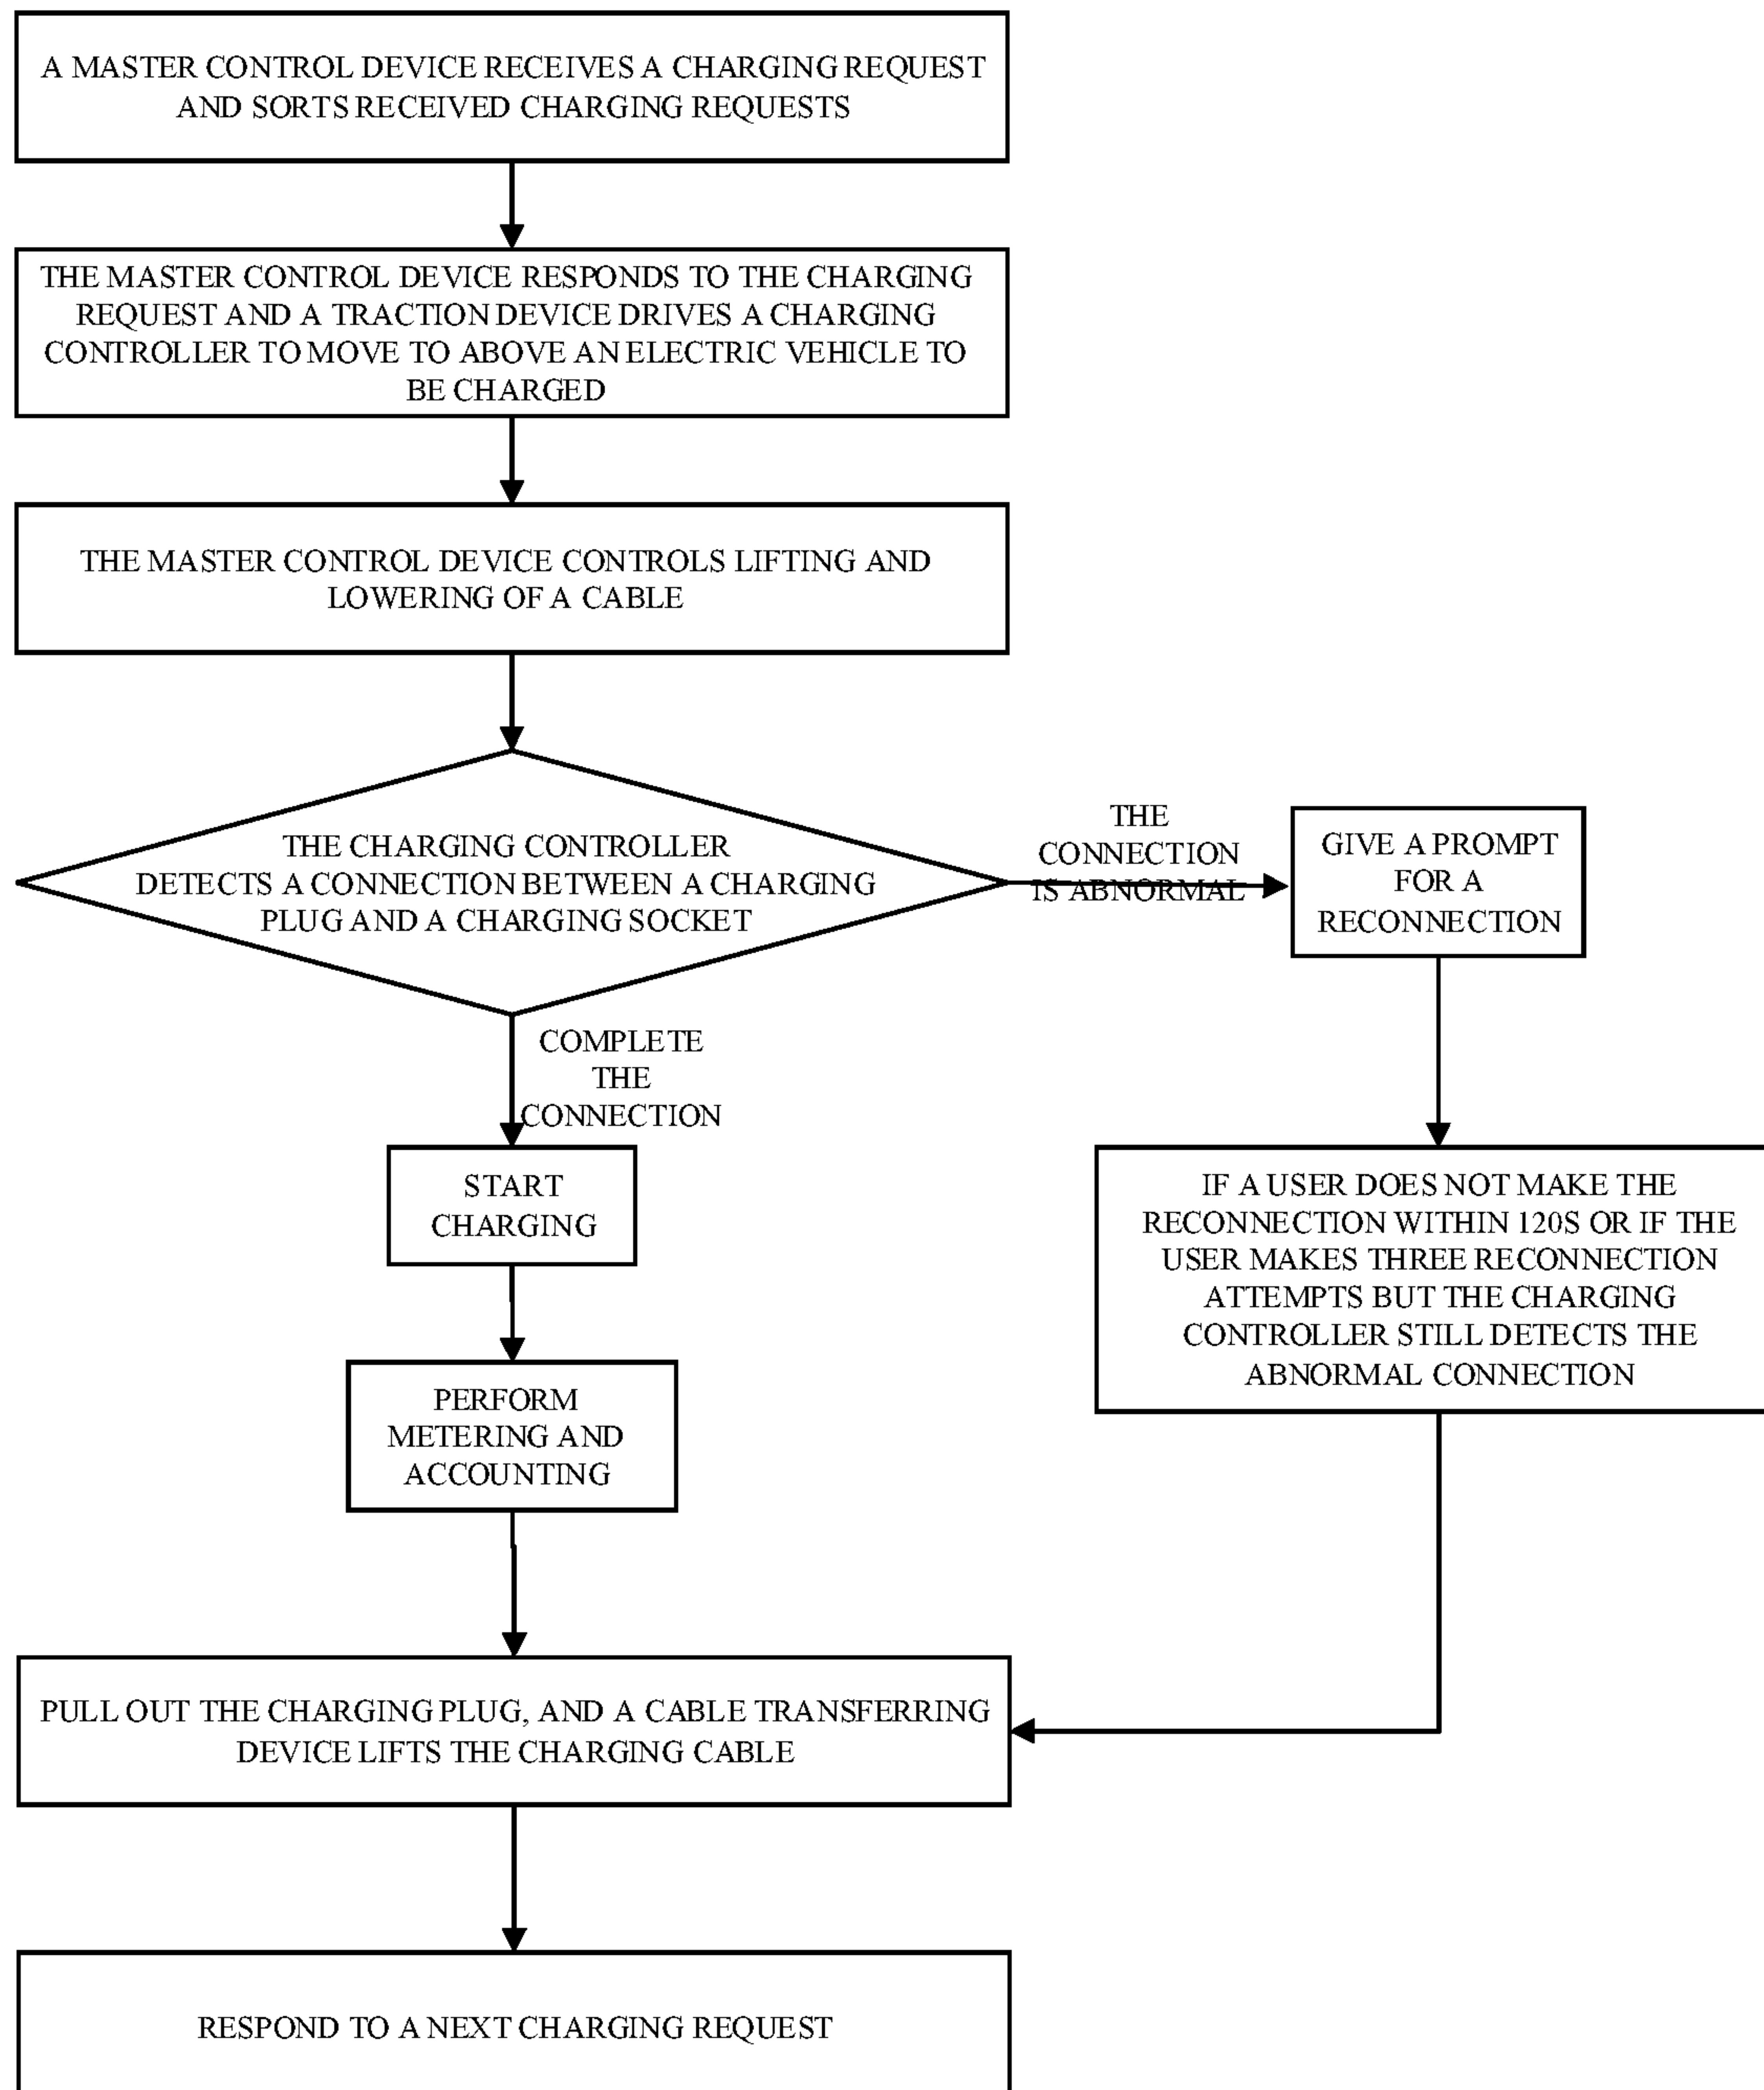 A MASTER CONTROL DEVICE RECEIVES A CHARGING REQUEST
AND SORTS RECEIVED CHARGING REQUESTS
THE MASTER CONTROL DEVICE RESPONDS TO THE CHARGING
REQUEST AND A TRACTION DEVICE DRIVES A CHARGING
CONTROLLER TO MOVE TO ABOVE AN ELECTRIC VEHICLE TO
BE CHARGED
THE MASTER CONTROL DEVICE CONTROLS LIFTING AND
LOWERING OF A CABLE
THE CHARGING CONTROLLER
DETECTS A CONNECTION BETWEEN A CHARGING
PLUG AND A CHARGING SOCKET
THE
CONNECTION
IS ABNORMAL
GIVE A PROMPT
FOR A
RECONNECTION
COMPLETE
THE
CONNECTION
START
CHARGING
IF A USER DOES NOT MAKE THE
RECONNECTION WITHIN 120S OR IF THE
USER MAKES THREE RECONNECTION
ATTEMPTS BUT THE CHARGING
CONTROLLER STILL DETECTS THE
ABNORMAL CONNECTION
PERFORM
METERING AND
ACCOUNTING
PULL OUT THE CHARGING PLUG, AND A CABLE TRANSFERRING
DEVICE LIFTS THE CHARGING CABLE
RESPOND TO A NEXT CHARGING REQUEST